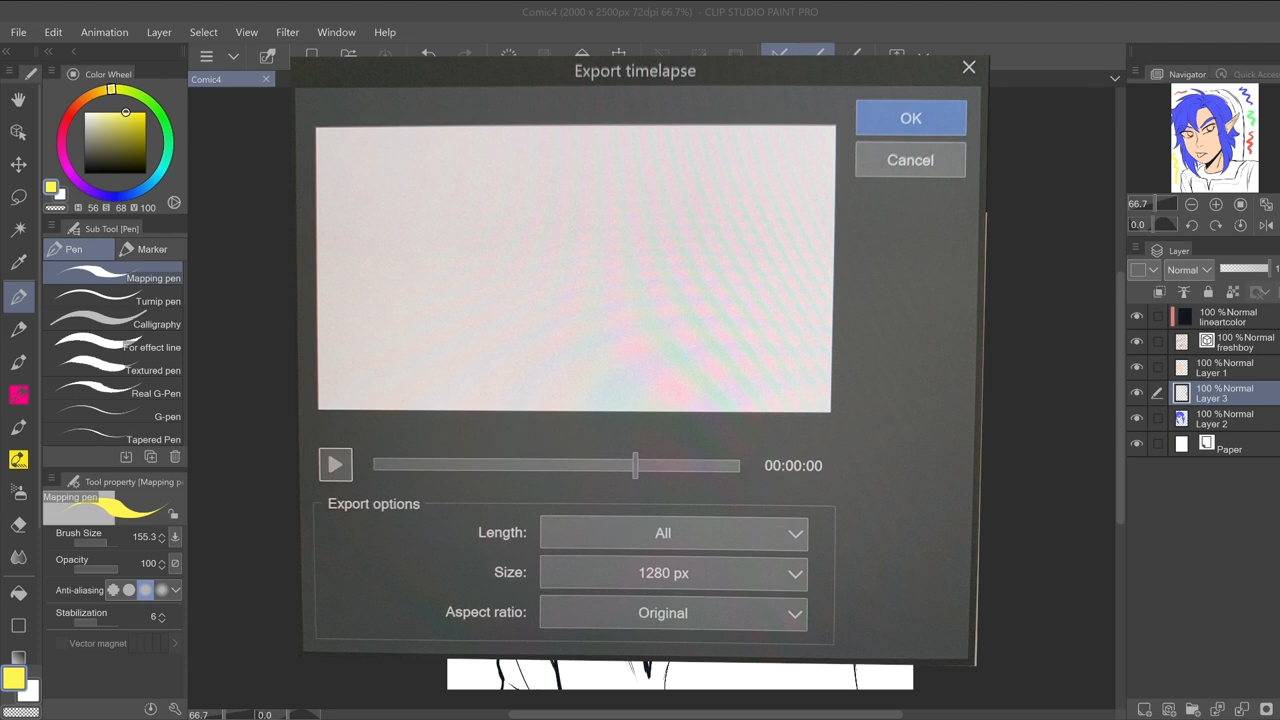 Comic4 (2000 x 2500px 72dpi 66.7%) - CLIP STUDIO PAINT PRO
File Edit Animation Layer Select View Filter Window Help
Color Wheel
Comic4
Export timelapse
Navigator
Quick Access
OK
Cancel
H 56 S 68 V 100
66.7
0.0
Sub Tool [Pen]
Pen
Marker
Layer
Normal
Mapping pen
Turnip pen
Calligraphy
For effect line
Textured pen
Real G-Pen
G-pen
Tapered Pen
100 %Normal
lineartcolor
100 %Normal
freshboy
100 %Normal
Layer 1
100 %Normal
Layer 3
100 %Normal
Layer 2
Paper
00:00:00
Tool property [Mapping p
Mapping pen
Brush Size 155.3
Opacity 100
Anti-aliasing
Stabilization 6
Vector magnet
Export options
Length: All
Size: 1280 px
Aspect ratio: Original
66.7
0.0